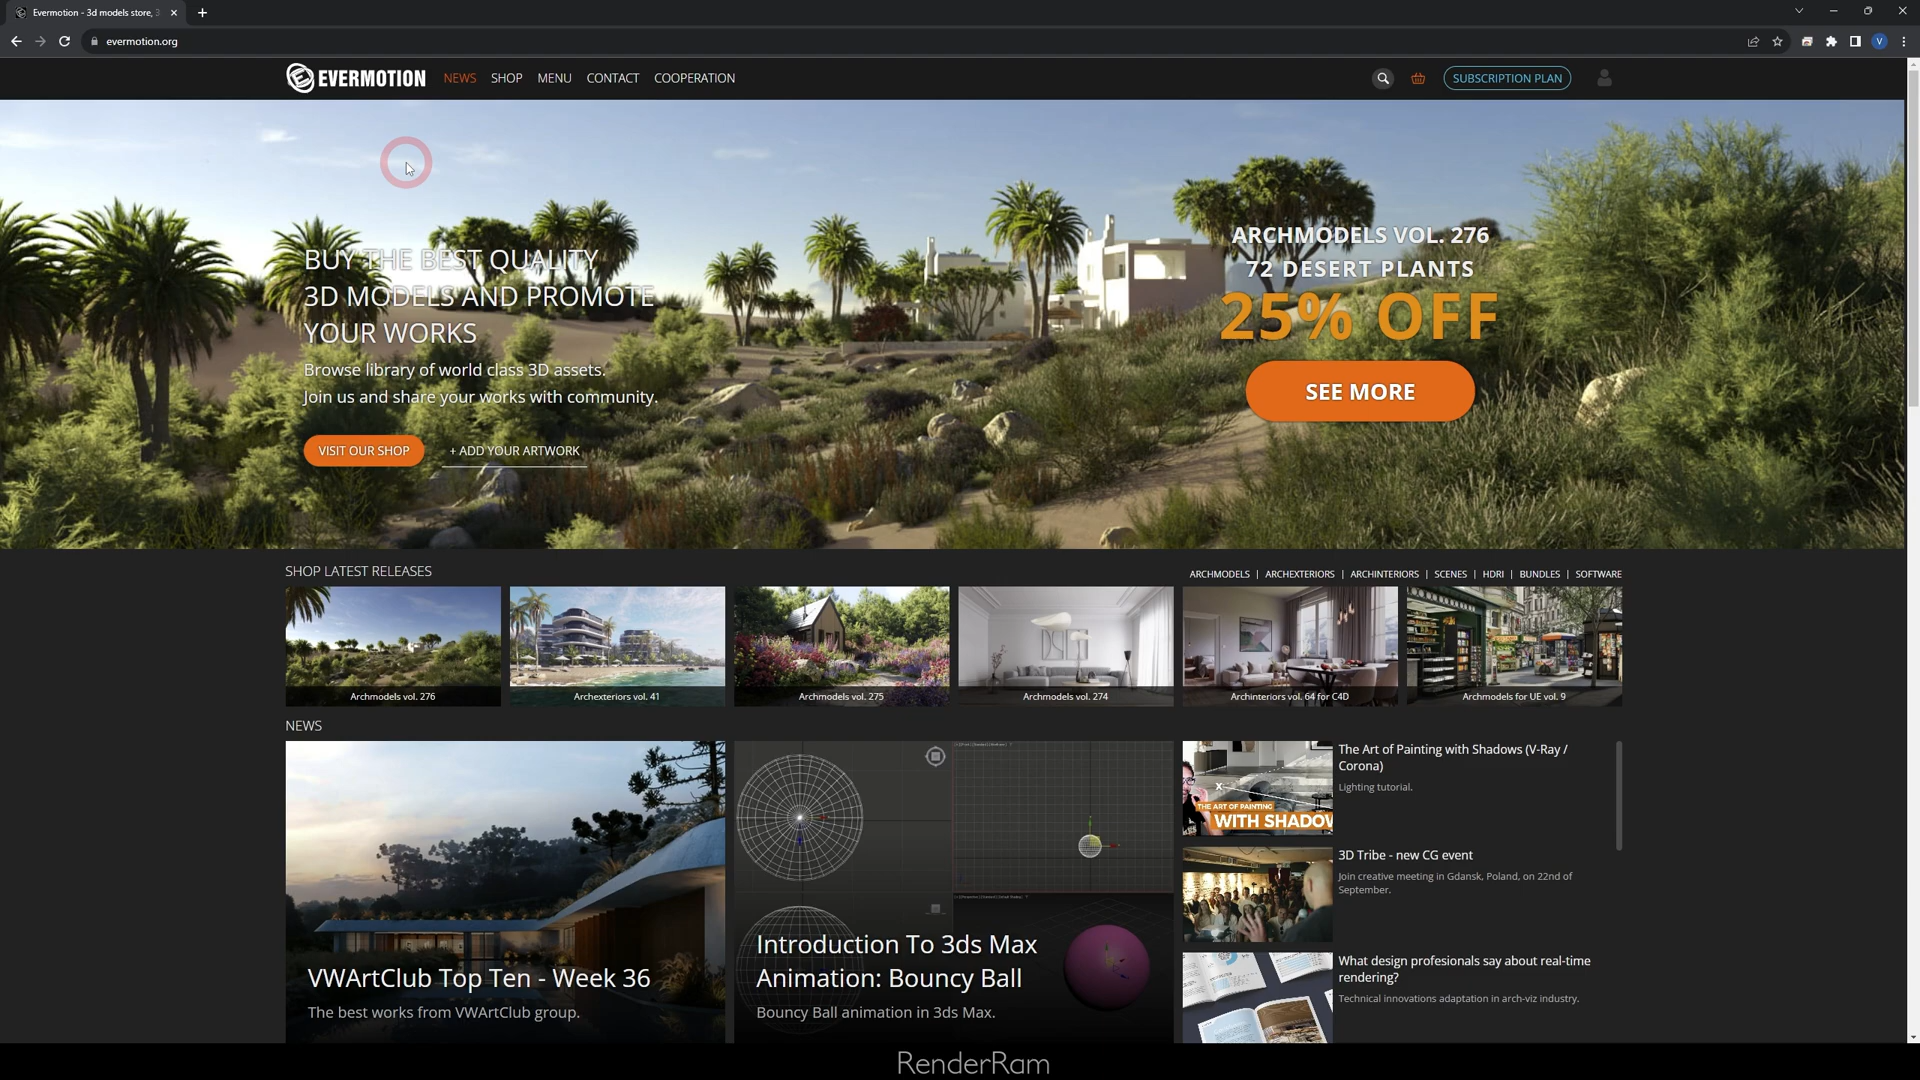 Evermotion - 3d models store, 3
evermotion.org
V
EVERMOTION
NEWS
SHOP
MENU
CONTACT
COOPERATION
SUBSCRIPTION PLAN
BUY THE BEST QUALITY
3D MODELS AND PROMOTE
YOUR WORKS
Browse library of world class 3D assets.
Join us and share your works with community.
VISIT OUR SHOP
+ ADD YOUR ARTWORK
ARCHMODELS VOL. 276
72 DESERT PLANTS
25% OFF
SEE MORE
SHOP LATEST RELEASES
ARCHMODELS | ARCHEXTERIORS | ARCHINTERIORS | SCENES | HDRI | BUNDLES | SOFTWARE
Archmodels vol. 276
Archexteriors vol. 41
Archmodels vol. 275
Archmodels vol. 274
Archinteriors vol. 64 for C4D
Archmodels for UE vol. 9
NEWS
VWArtClub Top Ten - Week 36
The best works from VWArtClub group.
Introduction To 3ds Max
Animation: Bouncy Ball
Bouncy Ball animation in 3ds Max.
THE ART OF PAINTING
WITH SHADOW
The Art of Painting with Shadows (V-Ray /
Corona)
Lighting tutorial.
3D Tribe - new CG event
Join creative meeting in Gdansk, Poland, on 22nd of
September.
What design profesionals say about real-time
rendering?
Technical innovations adaptation in arch-viz industry.
RenderRam